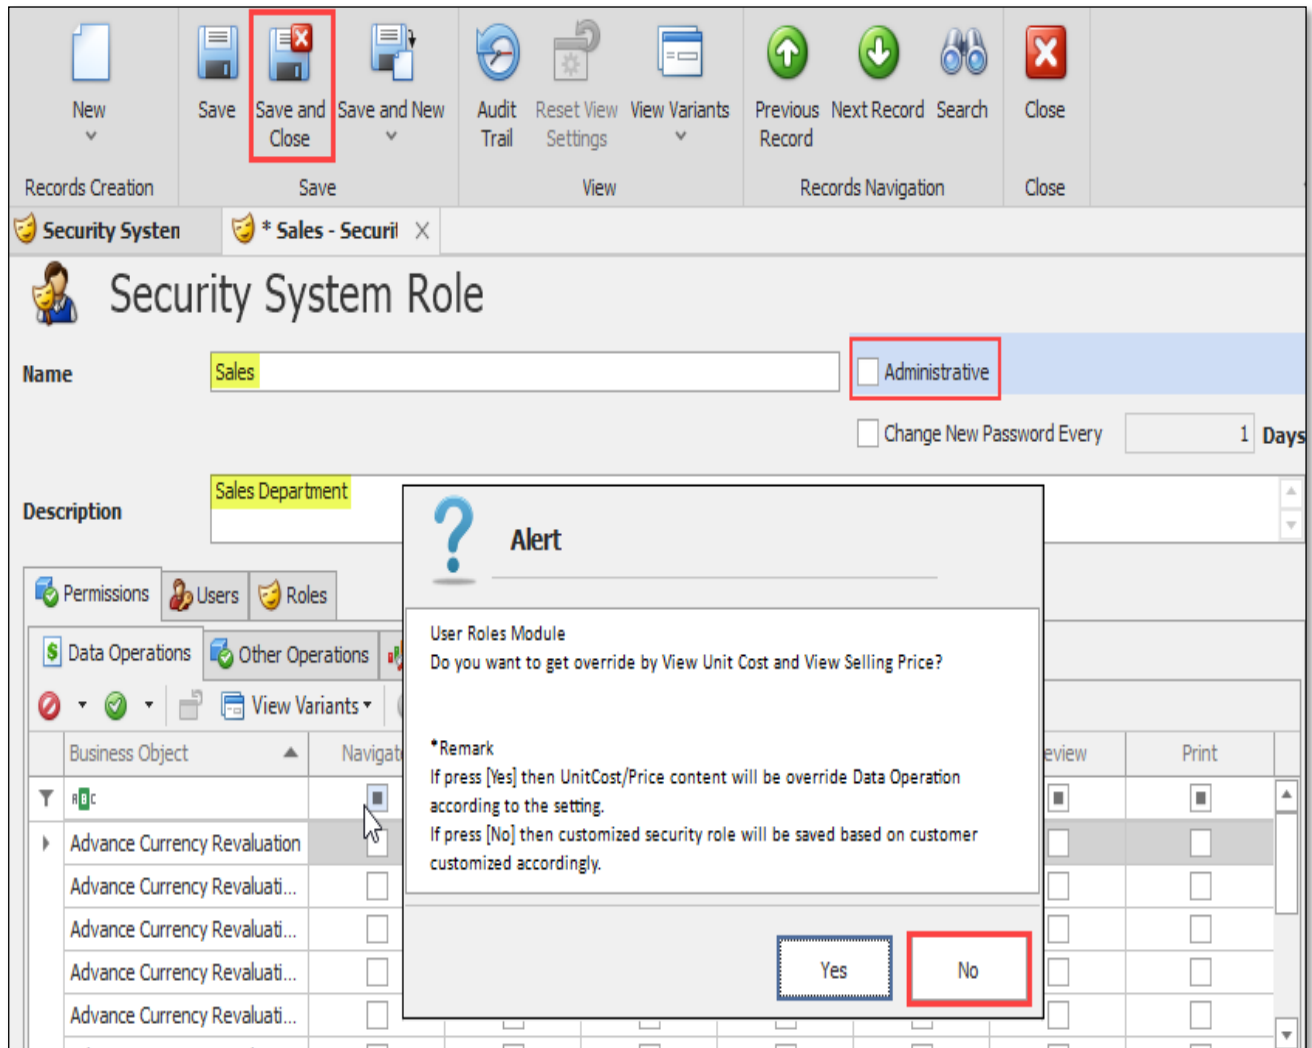 New
Save
Save and Close
Save and New
Audit Trail
Reset View Settings
View Variants
Previous Record
Next Record
Search
Close
Records Creation
Save
View
Records Navigation
Close
Security System
* Sales - Securit
Security System Role
Name
Sales
Administrative
Change New Password Every
1 Days
Description
Sales Department
Permissions
Users
Roles
Data Operations
Other Operations
View Variants
Business Object
Navigat
eview
Print
Advance Currency Revaluation
Advance Currency Revaluati...
Advance Currency Revaluati...
Advance Currency Revaluati...
Advance Currency Revaluati...
Alert
User Roles Module
Do you want to get override by View Unit Cost and View Selling Price?
*Remark
If press [Yes] then UnitCost/Price content will be override Data Operation
according to the setting.
If press [No] then customized security role will be saved based on customer
customized accordingly.
Yes
No